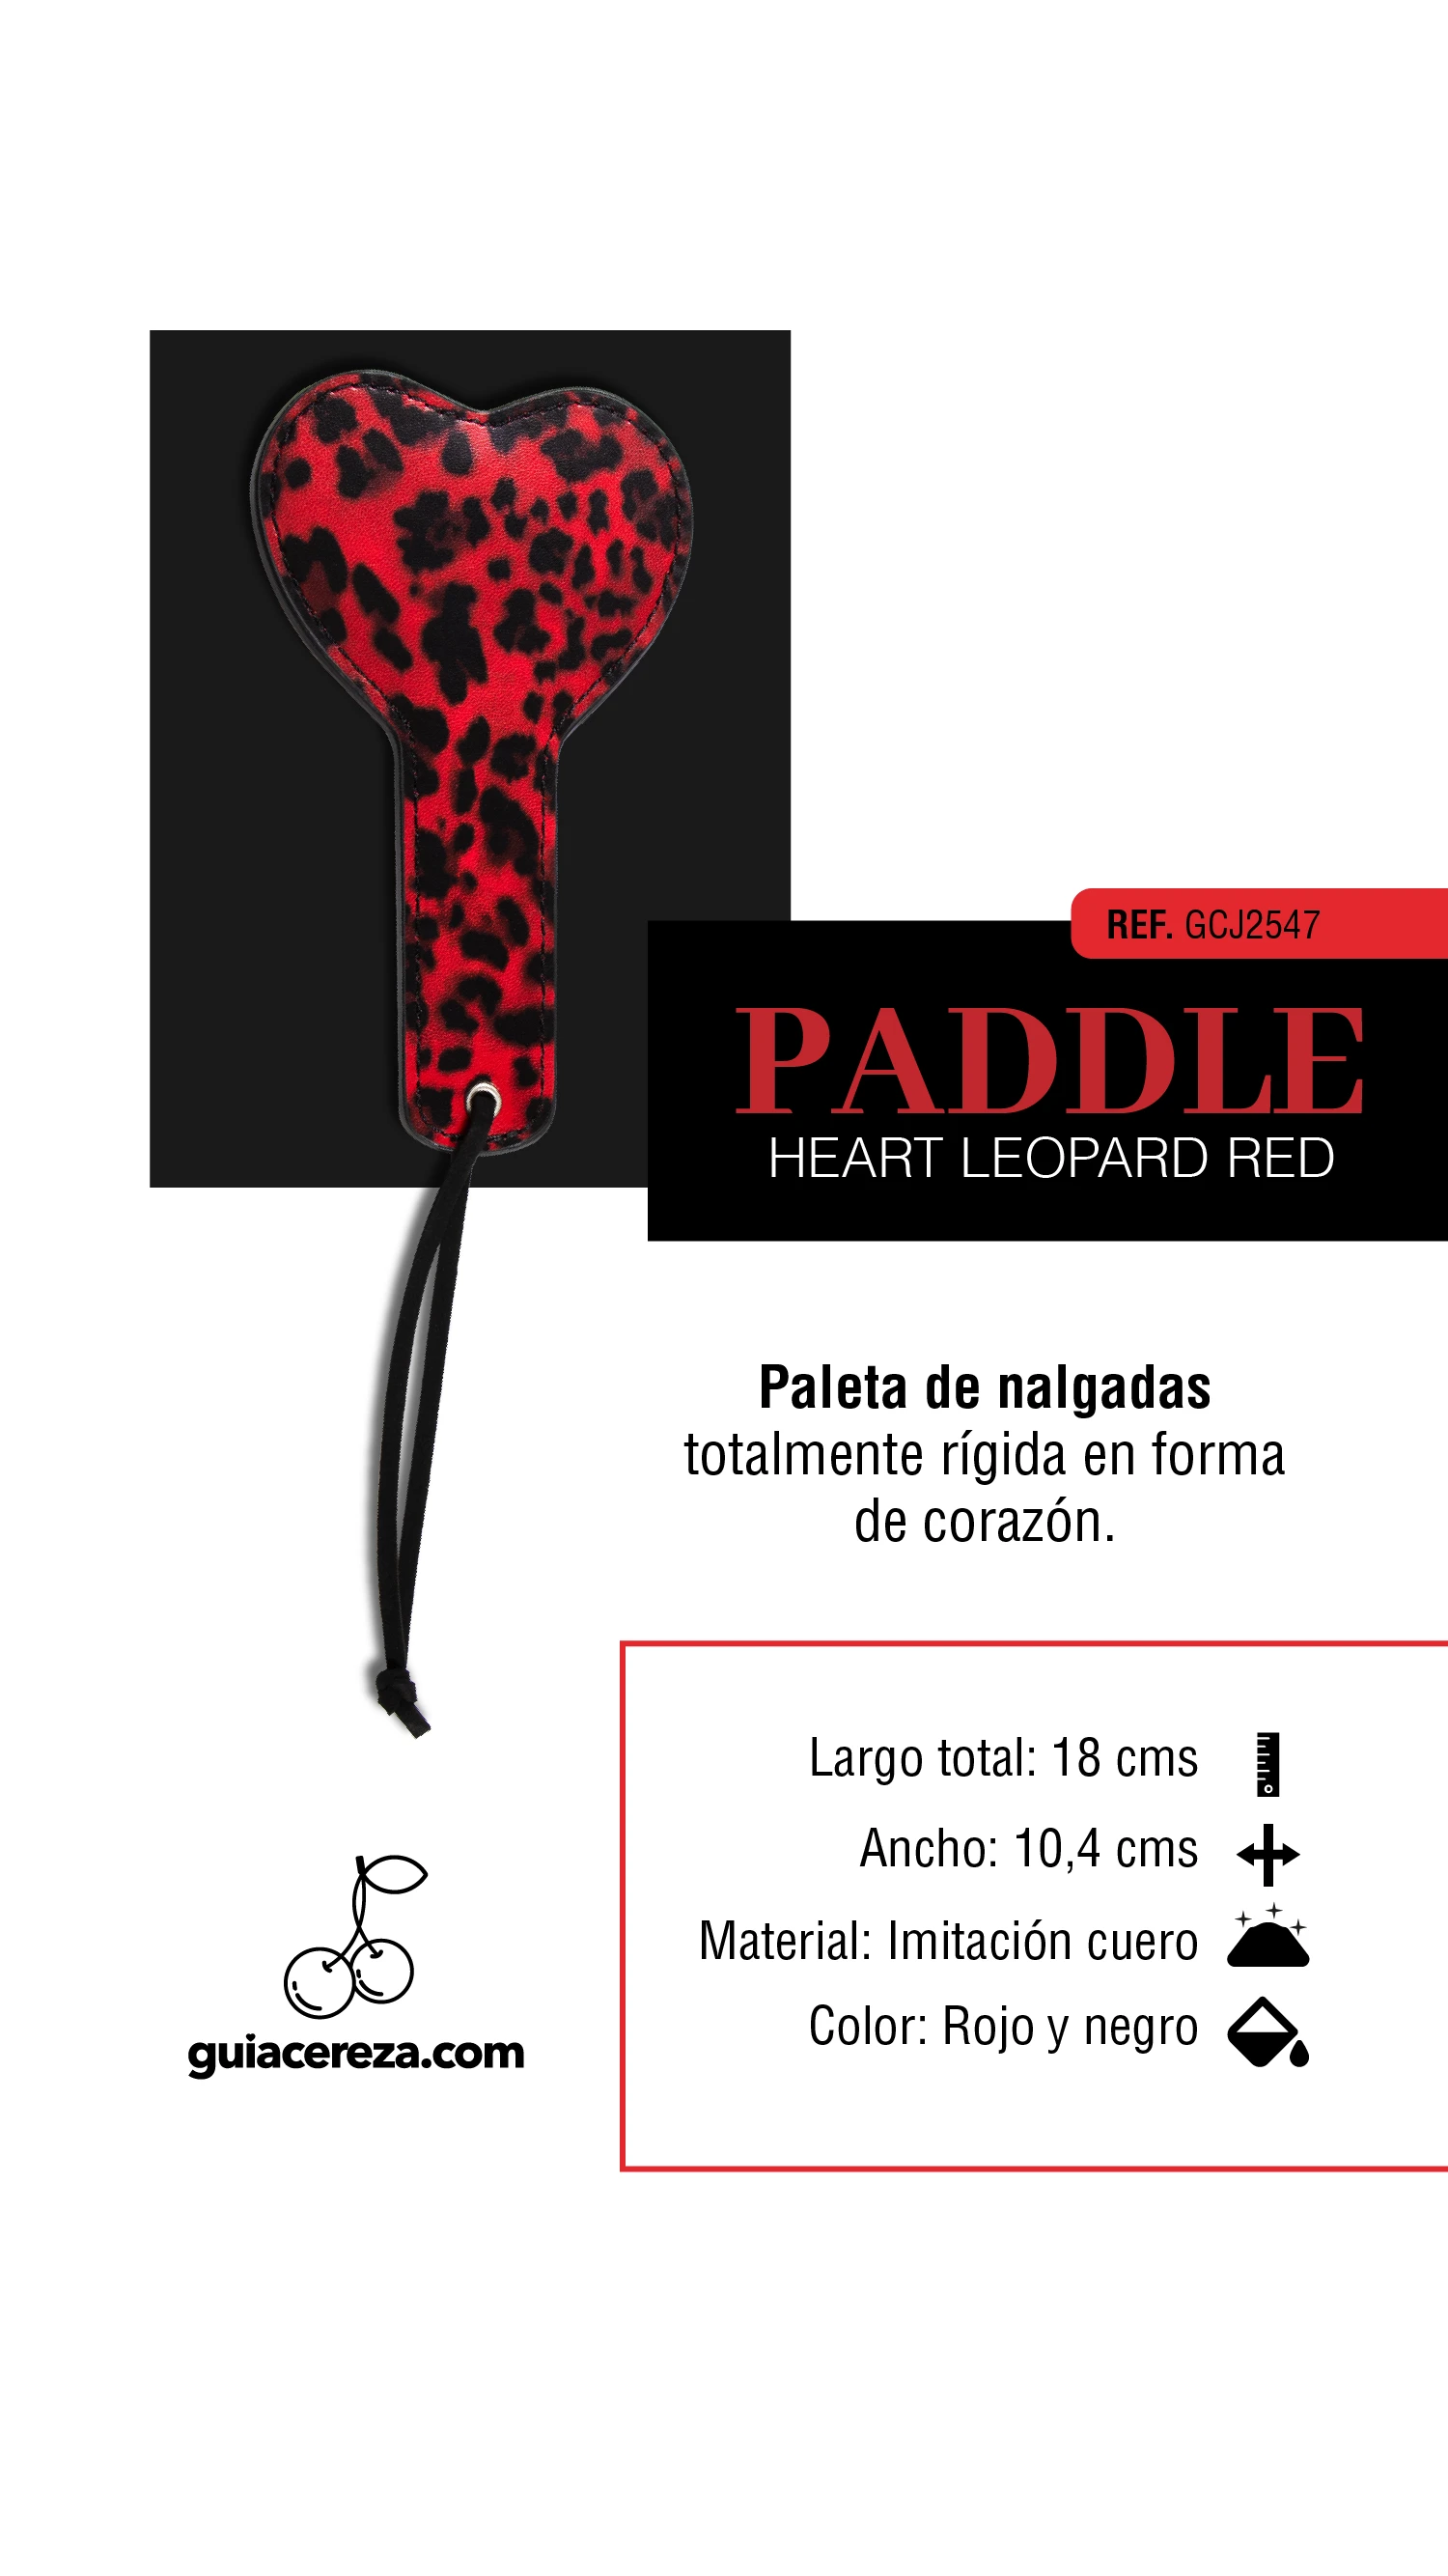 REF. GCJ2547
PADDLE
HEART LEOPARD RED
Paleta de nalgadas
totalmente rígida en forma
de corazón.
Largo total: 18 cms
Ancho: 10,4 cms
Material: Imitación cuero
Color: Rojo y negro
guiacereza.com